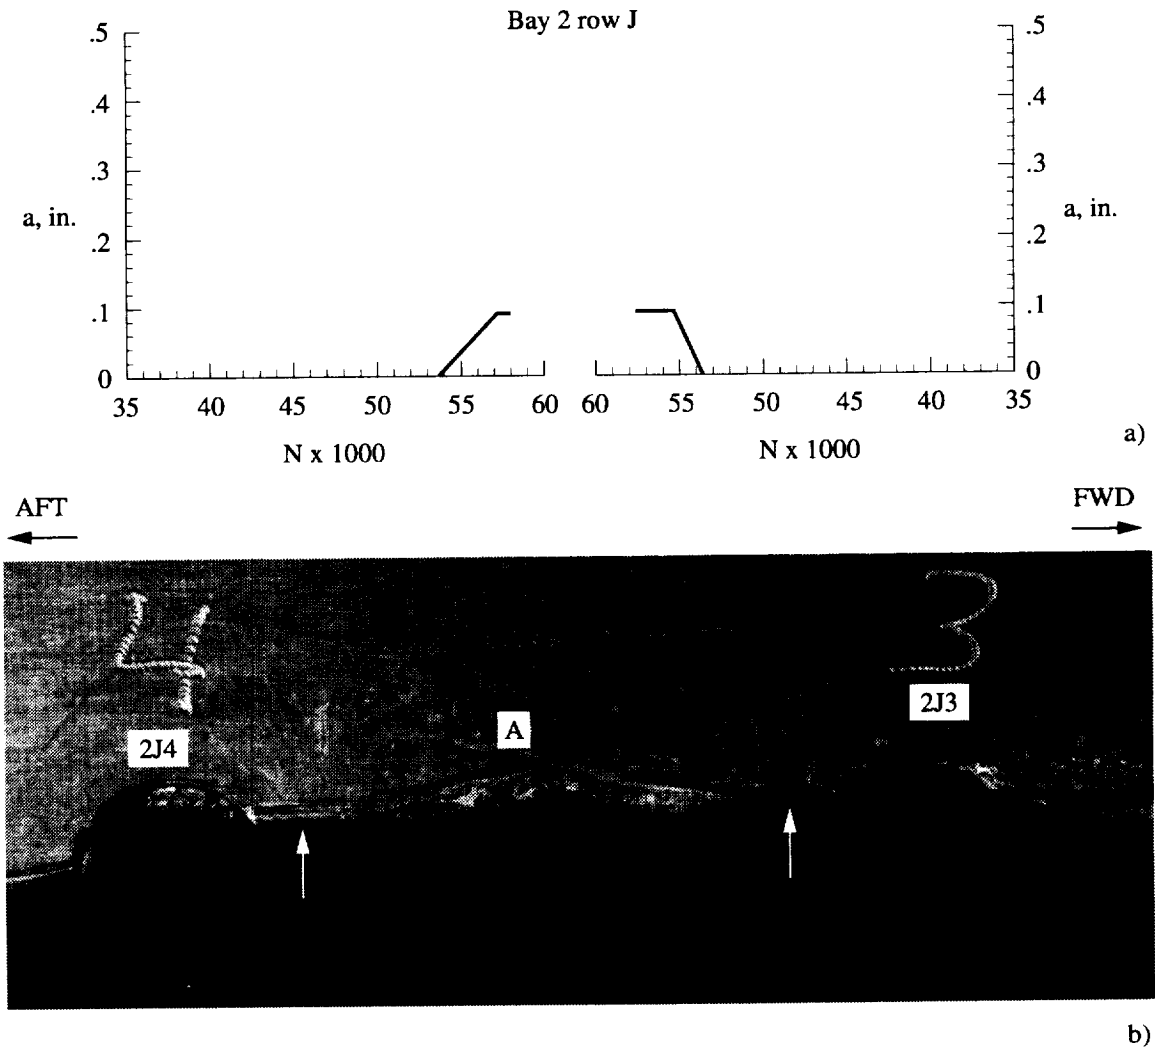 Bay 2 row J
.5
.4
.3
a, in.
.2
.1
0
35 40 45 50 55 60
N x 1000
.5
.4
.3
a, in.
.2
.1
0
60 55 50 45 40 35
N x 1000
a)
AFT
FWD
4
3
2J4
A
2J3
b)